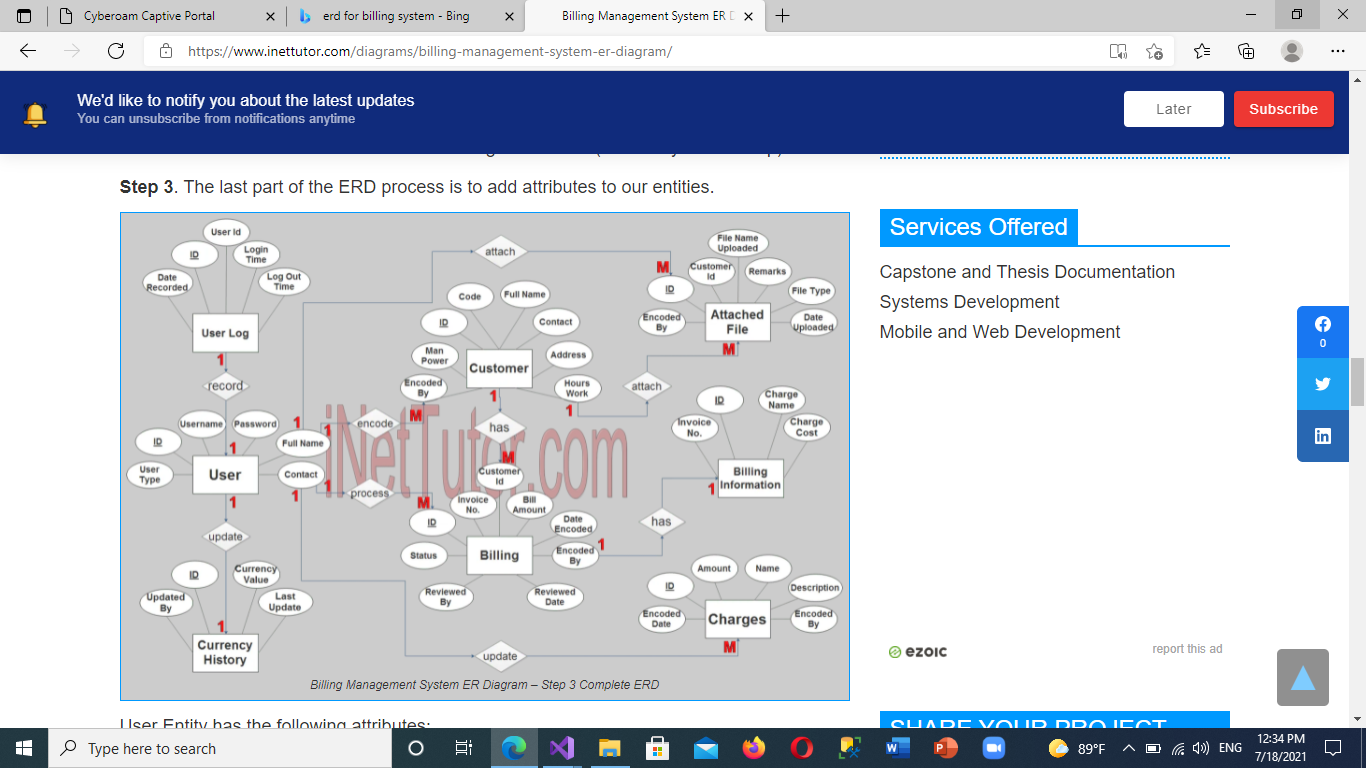 Cyberoam Captive Portal
erd for billing system - Bing
Billing Management System ER D
https://www.inettutor.com/diagrams/billing-management-system-er-diagram/
We'd like to notify you about the latest updates
You can unsubscribe from notifications anytime
Later
Subscribe
Step 3. The last part of the ERD process is to add attributes to our entities.
User Id
ID
Login
Time
Date
Recorded
Log Out
Time
User Log
1
record
Username
Password
1
ID
Full Name
1
User
Type
User
Contact
1
1
update
ID
Currency
Value
Updated
By
Last
Update
1
Currency
History
attach
M
Code
Full Name
ID
Contact
Man
Power
Address
Customer
Encoded
By
Hours
Work
1
1
M
1
encode
has
attach
M
Customer
Id
1
process
M
Invoice
No.
Bill
Amount
ID
Date
Encoded
Status
Billing
Encoded
By
1
Reviewed
By
Reviewed
Date
has
update
File Name
Uploaded
Customer
Id
Remarks
ID
File Type
Encoded
By
Attached
File
Date
Uploaded
M
ID
Charge
Name
Invoice
No.
Charge
Cost
Billing
Information
1
Amount
Name
ID
Description
Encoded
Date
Charges
Encoded
By
M
iNetTutor.com
Billing Management System ER Diagram – Step 3 Complete ERD
User Entity has the following attributes:
Services Offered
Capstone and Thesis Documentation
Systems Development
Mobile and Web Development
0
ezoic
report this ad
SHARE YOUR PROJECT
Type here to search
89°F
ENG
12:34 PM
7/18/2021